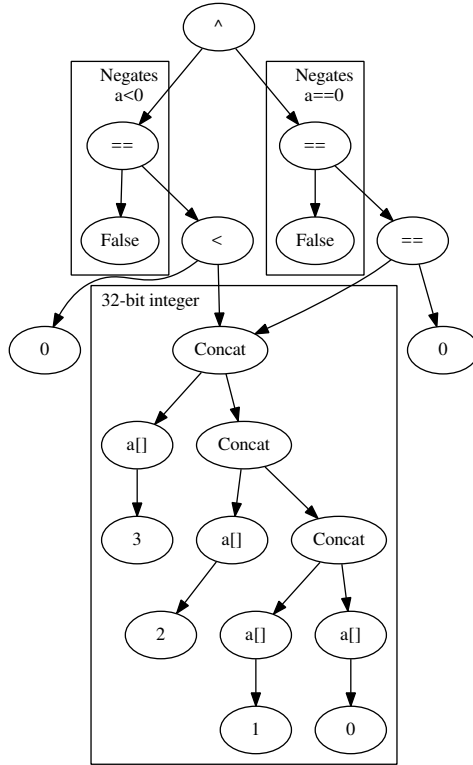 ^
Negates
a<0
Negates
a==0
==
==
False
<
False
==
32-bit integer
0
Concat
0
a[]
Concat
3
a[]
Concat
2
a[]
a[]
1
0